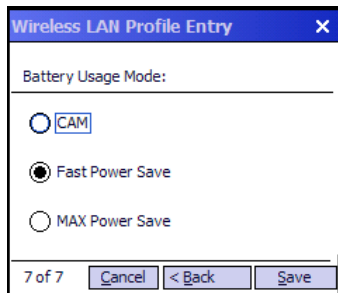 Wireless LAN Profile Entry X
Battery Usage Mode:
CAM
Fast Power Save
MAX Power Save
7 of 7 Cancel < Back Save